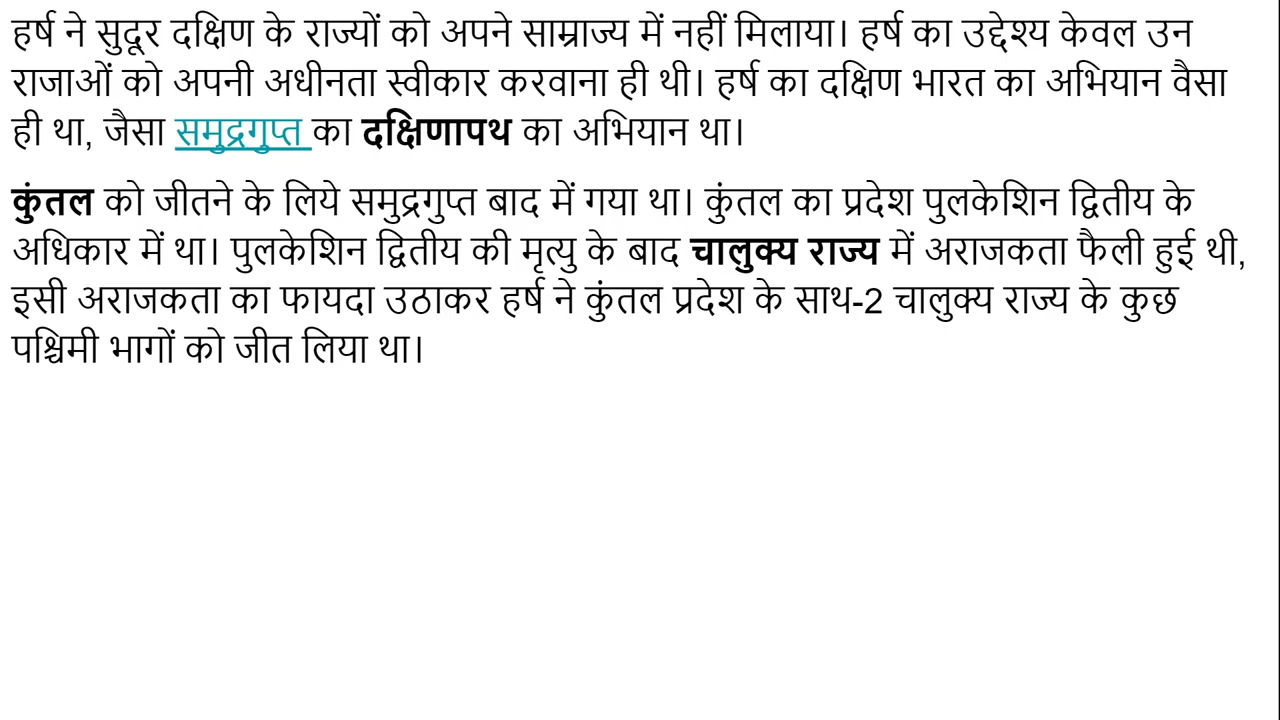 हर्ष ने सुदूर दक्षिण के राज्यों को अपने साम्राज्य में नहीं मिलाया। हर्ष का उद्देश्य केवल उन
राजाओं को अपनी अधीनता स्वीकार करवाना ही थी। हर्ष का दक्षिण भारत का अभियान वैसा
ही था, जैसा समुद्रगुप्त का दक्षिणापथ का अभियान था।
कुंतल को जीतने के लिये समुद्रगुप्त बाद में गया था। कुंतल का प्रदेश पुलकेशिन द्वितीय के
अधिकार में था। पुलकेशिन द्वितीय की मृत्यु के बाद चालुक्य राज्य में अराजकता फैली हुई थी,
इसी अराजकता का फायदा उठाकर हर्ष ने कुंतल प्रदेश के साथ-2 चालुक्य राज्य के कुछ
पश्चिमी भागों को जीत लिया था।